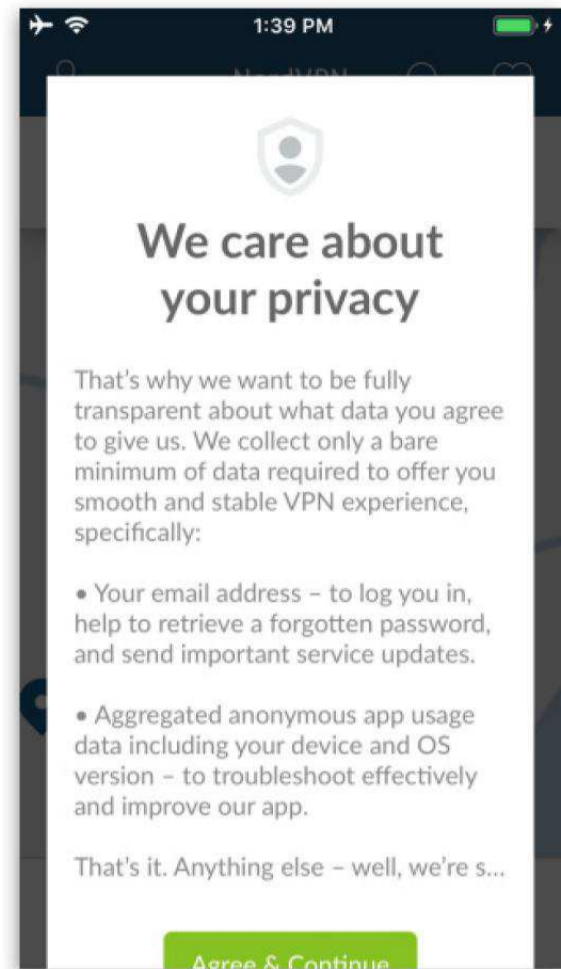 1:39 PM
NordVPN
We care about
your privacy
That's why we want to be fully
transparent about what data you agree
to give us. We collect only a bare
minimum of data required to offer you
smooth and stable VPN experience,
specifically:
• Your email address – to log you in,
help to retrieve a forgotten password,
and send important service updates.
• Aggregated anonymous app usage
data including your device and OS
version – to troubleshoot effectively
and improve our app.
That's it. Anything else – well, we're s...
Agree & Continue